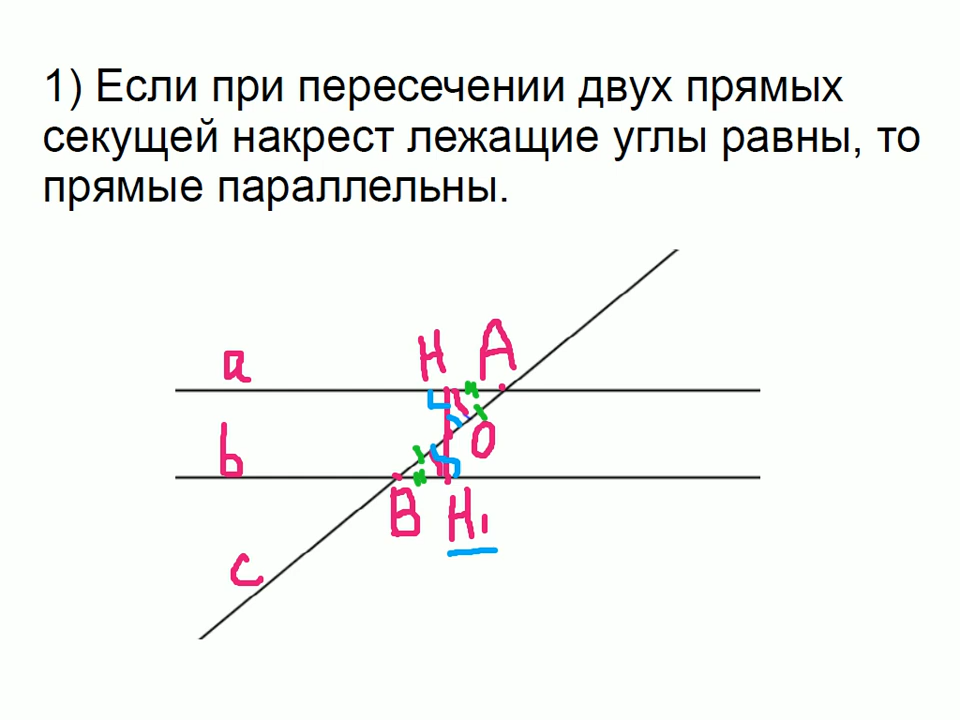 1) Если при пересечении двух прямых
секущей накрест лежащие углы равны, то
прямые параллельны.
H A
a
b O
B H₁
c